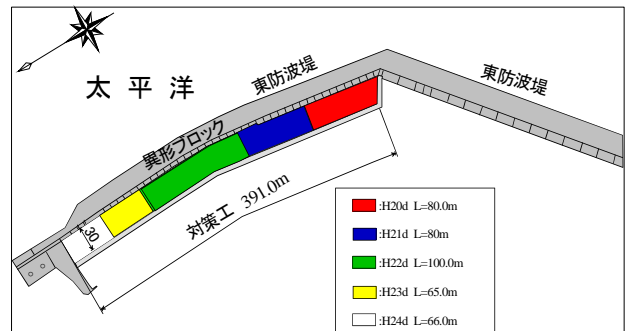 太 平 洋
東防波堤
東防波堤
異形ブロック
対策工 391.0m
30
:H20d L=80.0m
:H21d L=80m
:H22d L=100.0m
:H23d L=65.0m
:H24d L=66.0m